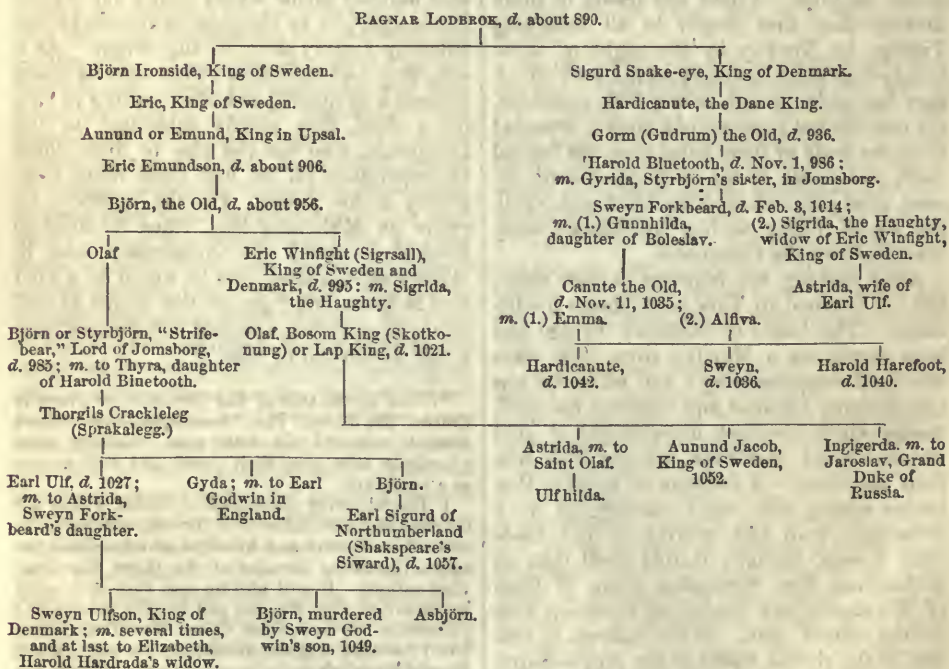 RAGNAR LODBROK, d. about 890.
Björn Ironside, King of Sweden.
Eric, King of Sweden.
Aunund or Emund, King in Upsal.
Eric Emundson, d. about 906.
Björn, the Old, d. about 956.
Sigurd Snake-eye, King of Denmark.
Hardicanute, the Dane King.
Gorm (Gudrum) the Old, d. 936.
Harold Bluetooth, d. Nov. 1, 986;
m. Gyrida, Styrbjörn's sister, in Jomsborg.
Sweyn Forkbeard, d. Feb. 3, 1014;
m. (1.) Gunnhilda,
daughter of Boleslav.
(2.) Sigrida, the Haughty,
widow of Eric Winfight,
King of Sweden.
Olaf
Eric Winfight (Sigrsall),
King of Sweden and
Denmark, d. 995: m. Sigrida,
the Haughty.
Canute the Old,
d. Nov. 11, 1035;
m. (1.) Emma. (2.) Alfiva.
Astrida, wife of
Earl Ulf.
Björn or Styrbjörn, "Strife-
bear," Lord of Jomsborg,
d. 985; m. to Thyra, daughter
of Harold Binetooth.
Olaf. Bosom King (Skotko-
nung) or Lap King, d. 1021.
Hardicanute,
d. 1042.
Sweyn,
d. 1036.
Harold Harefoot,
d. 1040.
Thorgils Crackleleg
(Sprakalegg.)
Astrida, m. to
Saint Olaf.
Ulfhilda.
Aunund Jacob,
King of Sweden,
1052.
Ingigerda. m. to
Jaroslav, Grand
Duke of
Russia.
Earl Ulf. d. 1027;
m. to Astrida,
Sweyn Fork-
beard's daughter.
Gyda; m. to Earl
Godwin in
England.
Björn.
Earl Sigurd of
Northumberland
(Shakspeare's
Siward), d. 1057.
Sweyn Ulfson, King of
Denmark; m. several times,
and at last to Elizabeth,
Harold Hardrada's widow.
Björn, murdered
by Sweyn God-
win's son, 1049.
Asbjörn.